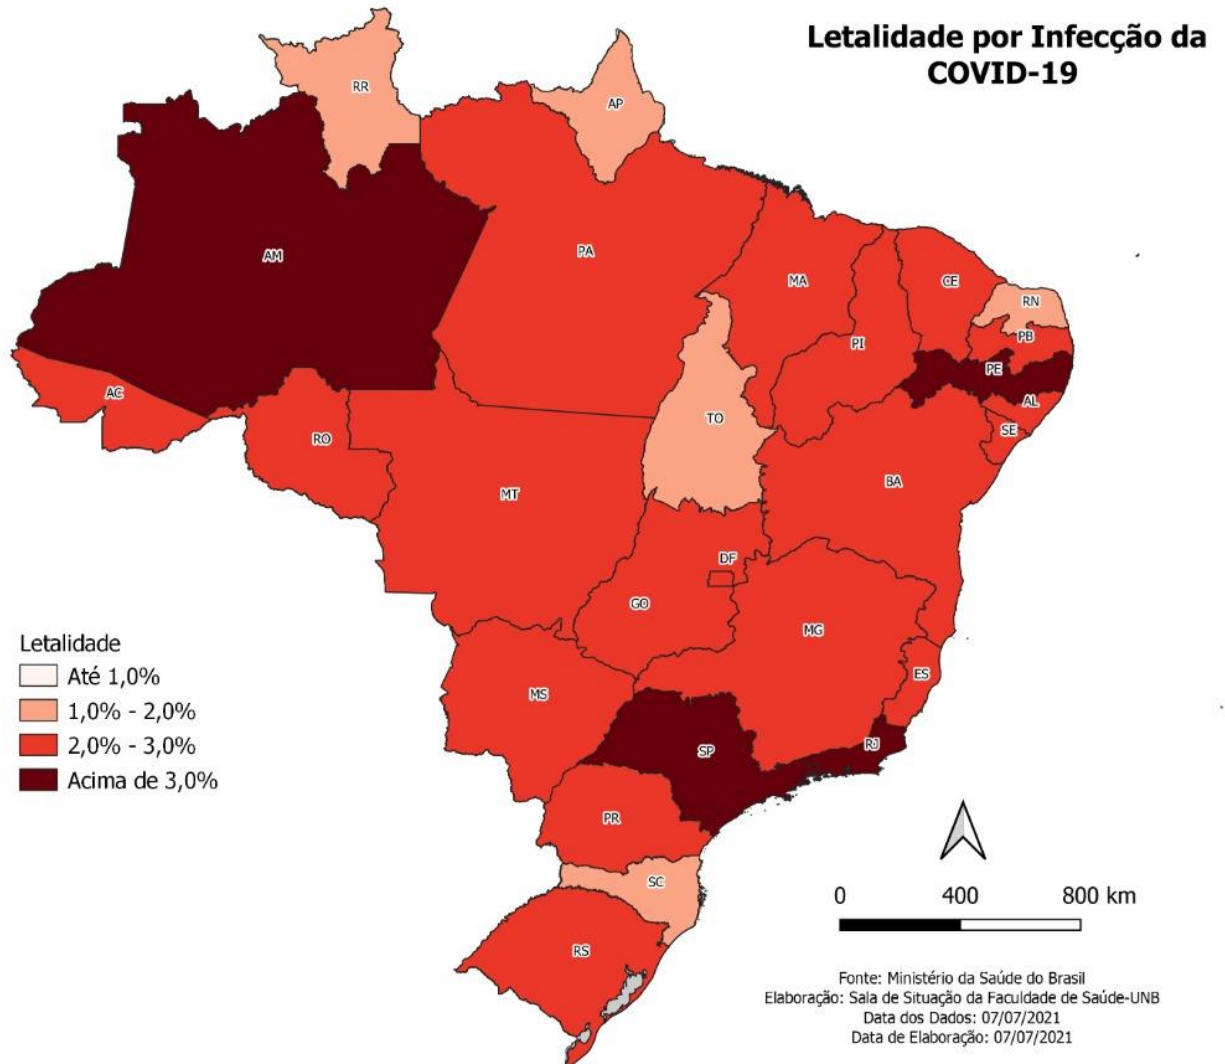 Letalidade por Infecção da
COVID-19
RR
AP
AM
PA
MA
CE
RN
PI
PB
PE
AC
AL
TO
SE
RO
BA
MT
DF
GO
MG
Letalidade
Até 1,0%
ES
MS
1,0% - 2,0%
2,0% - 3,0%
RJ
SP
Acima de 3,0%
PR
SC
0 400 800 km
RS
Fonte: Ministério da Saúde do Brasil
Elaboração: Sala de Situação da Faculdade de Saúde-UNB
Data dos Dados: 07/07/2021
Data de Elaboração: 07/07/2021